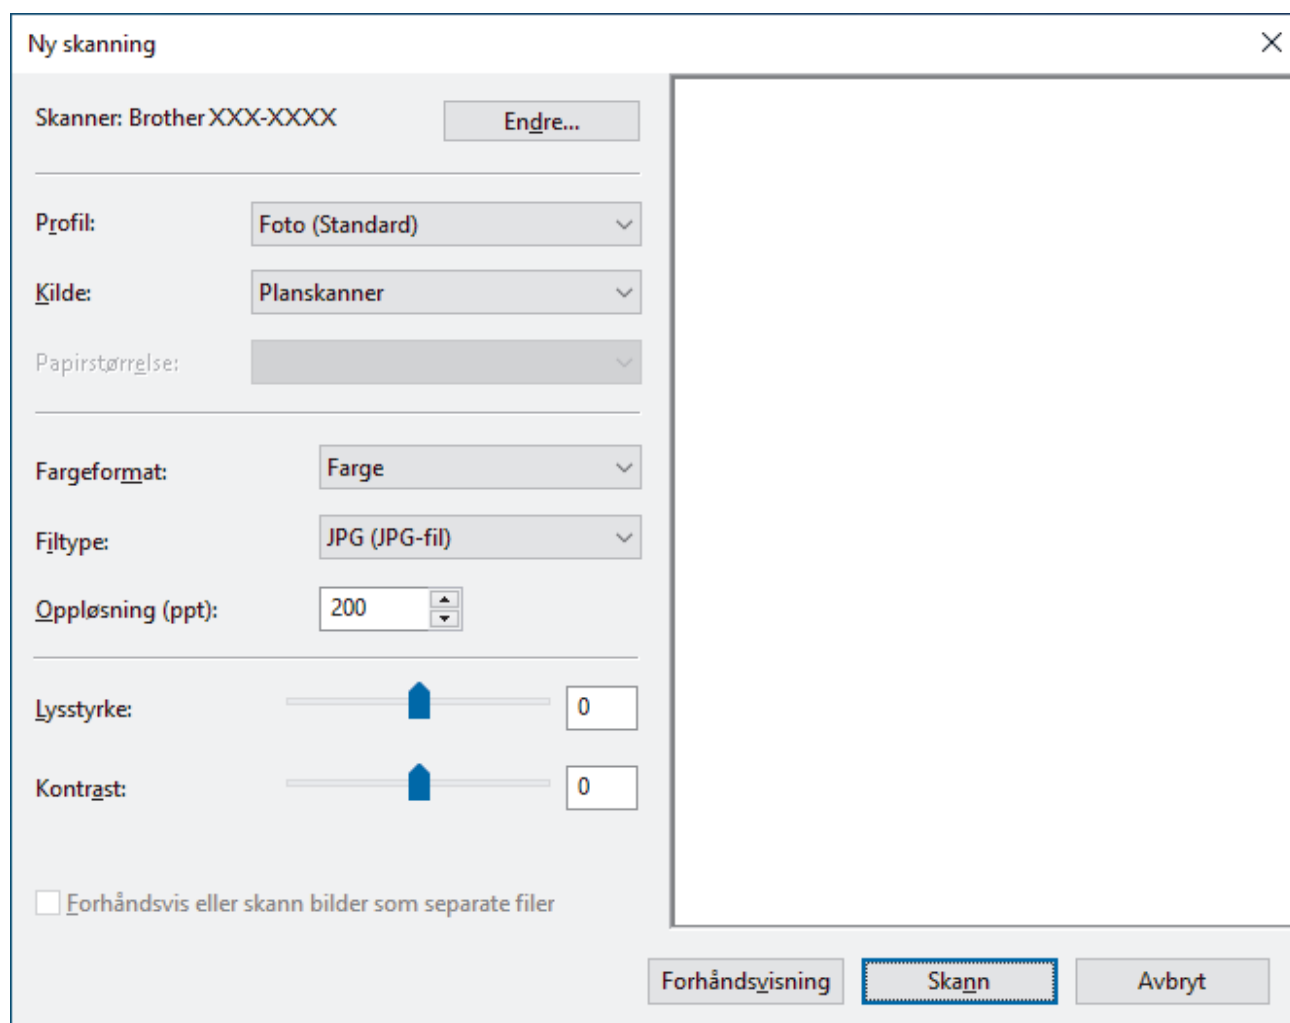 Ny skanning
Skanner: Brother XXX-XXXX
Endre...
Profil: Foto (Standard)
Kilde: Planskanner
Papirstørrelse:
Fargeformat: Farge
Filtype: JPG (JPG-fil)
Oppløsning (ppt): 200
Lysstyrke: 0
Kontrast: 0
Forhåndsvis eller skann bilder som separate filer
Forhåndsvisning Skann Avbryt